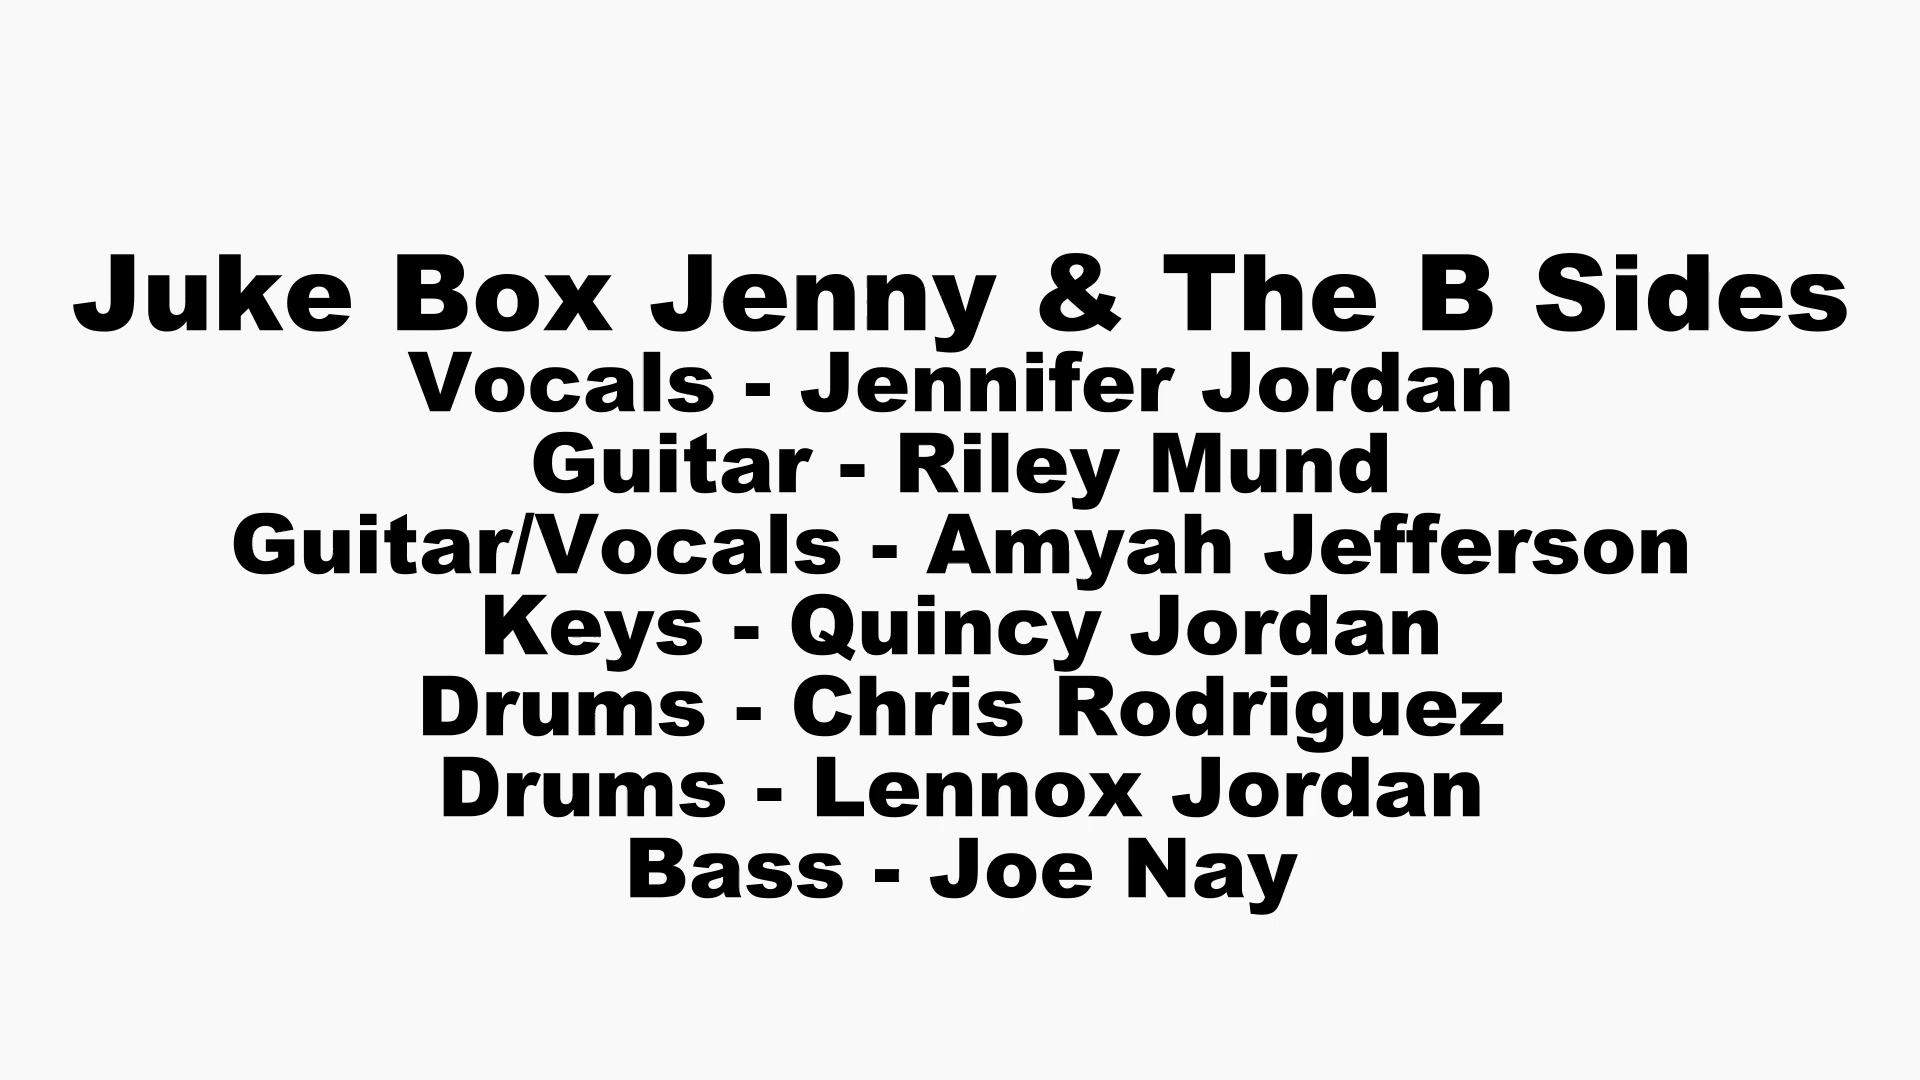 Juke Box Jenny & The B Sides
Vocals - Jennifer Jordan
Guitar - Riley Mund
Guitar/Vocals - Amyah Jefferson
Keys - Quincy Jordan
Drums - Chris Rodriguez
Drums - Lennox Jordan
Bass - Joe Nay